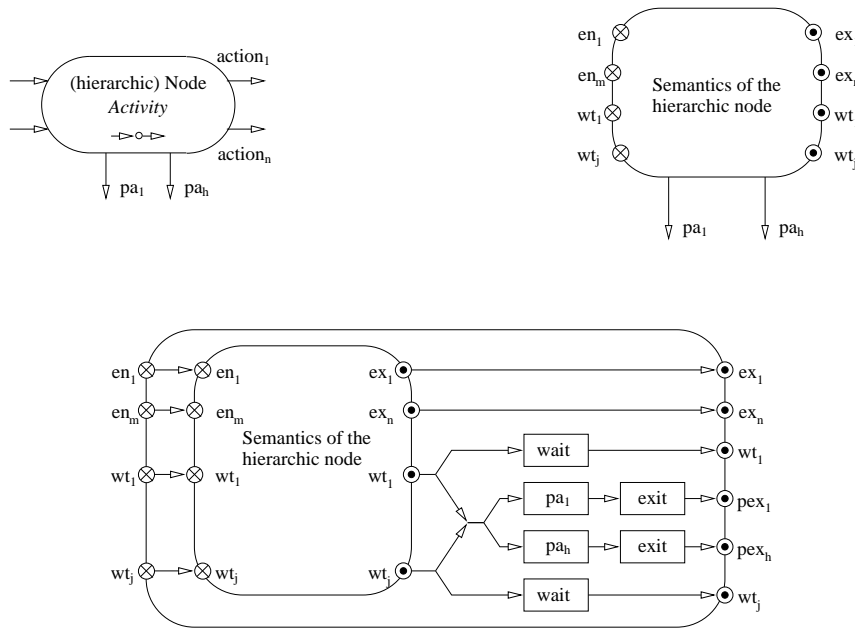 action1
(hierarchic) Node
Activity
actionn
pa1
pah
en1
enm
wt1
wtj
Semantics of the
hierarchic node
ex
ex
wt
wtj
pa1
pah
en1
enm
wt1
wtj
en1
enm
wt1
wtj
Semantics of the
hierarchic node
ex1
exn
wt1
wtj
wait
pa1
exit
pah
exit
wait
ex1
exn
wt1
pex1
pexh
wtj